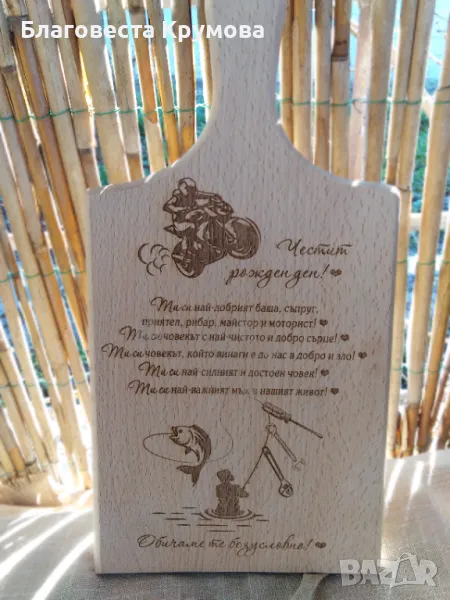 Благовеста Крумова
Честит
рожден ден! ❤
Ти си най-добрият баща, съпруг,
приятел, рибар, майстор и моторист! ❤
Ти си човекът с най-чистото и добро сърце! ❤
Ти си човекът, който винаги е до нас в добро и зло! ❤
Ти си най-силният и достоен човек! ❤
Ти си най-важният мъж в нашият живот! ❤
Обичаме те безусловно! ❤
BAZAR